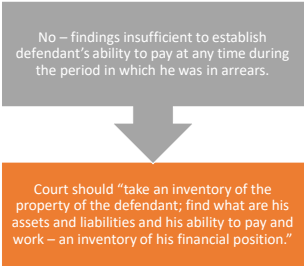 No – findings insufficient to establish
defendant's ability to pay at any time during
the period in which he was in arrears.
Court should “take an inventory of the
property of the defendant; find what are his
assets and liabilities and his ability to pay and
work – an inventory of his financial position.”